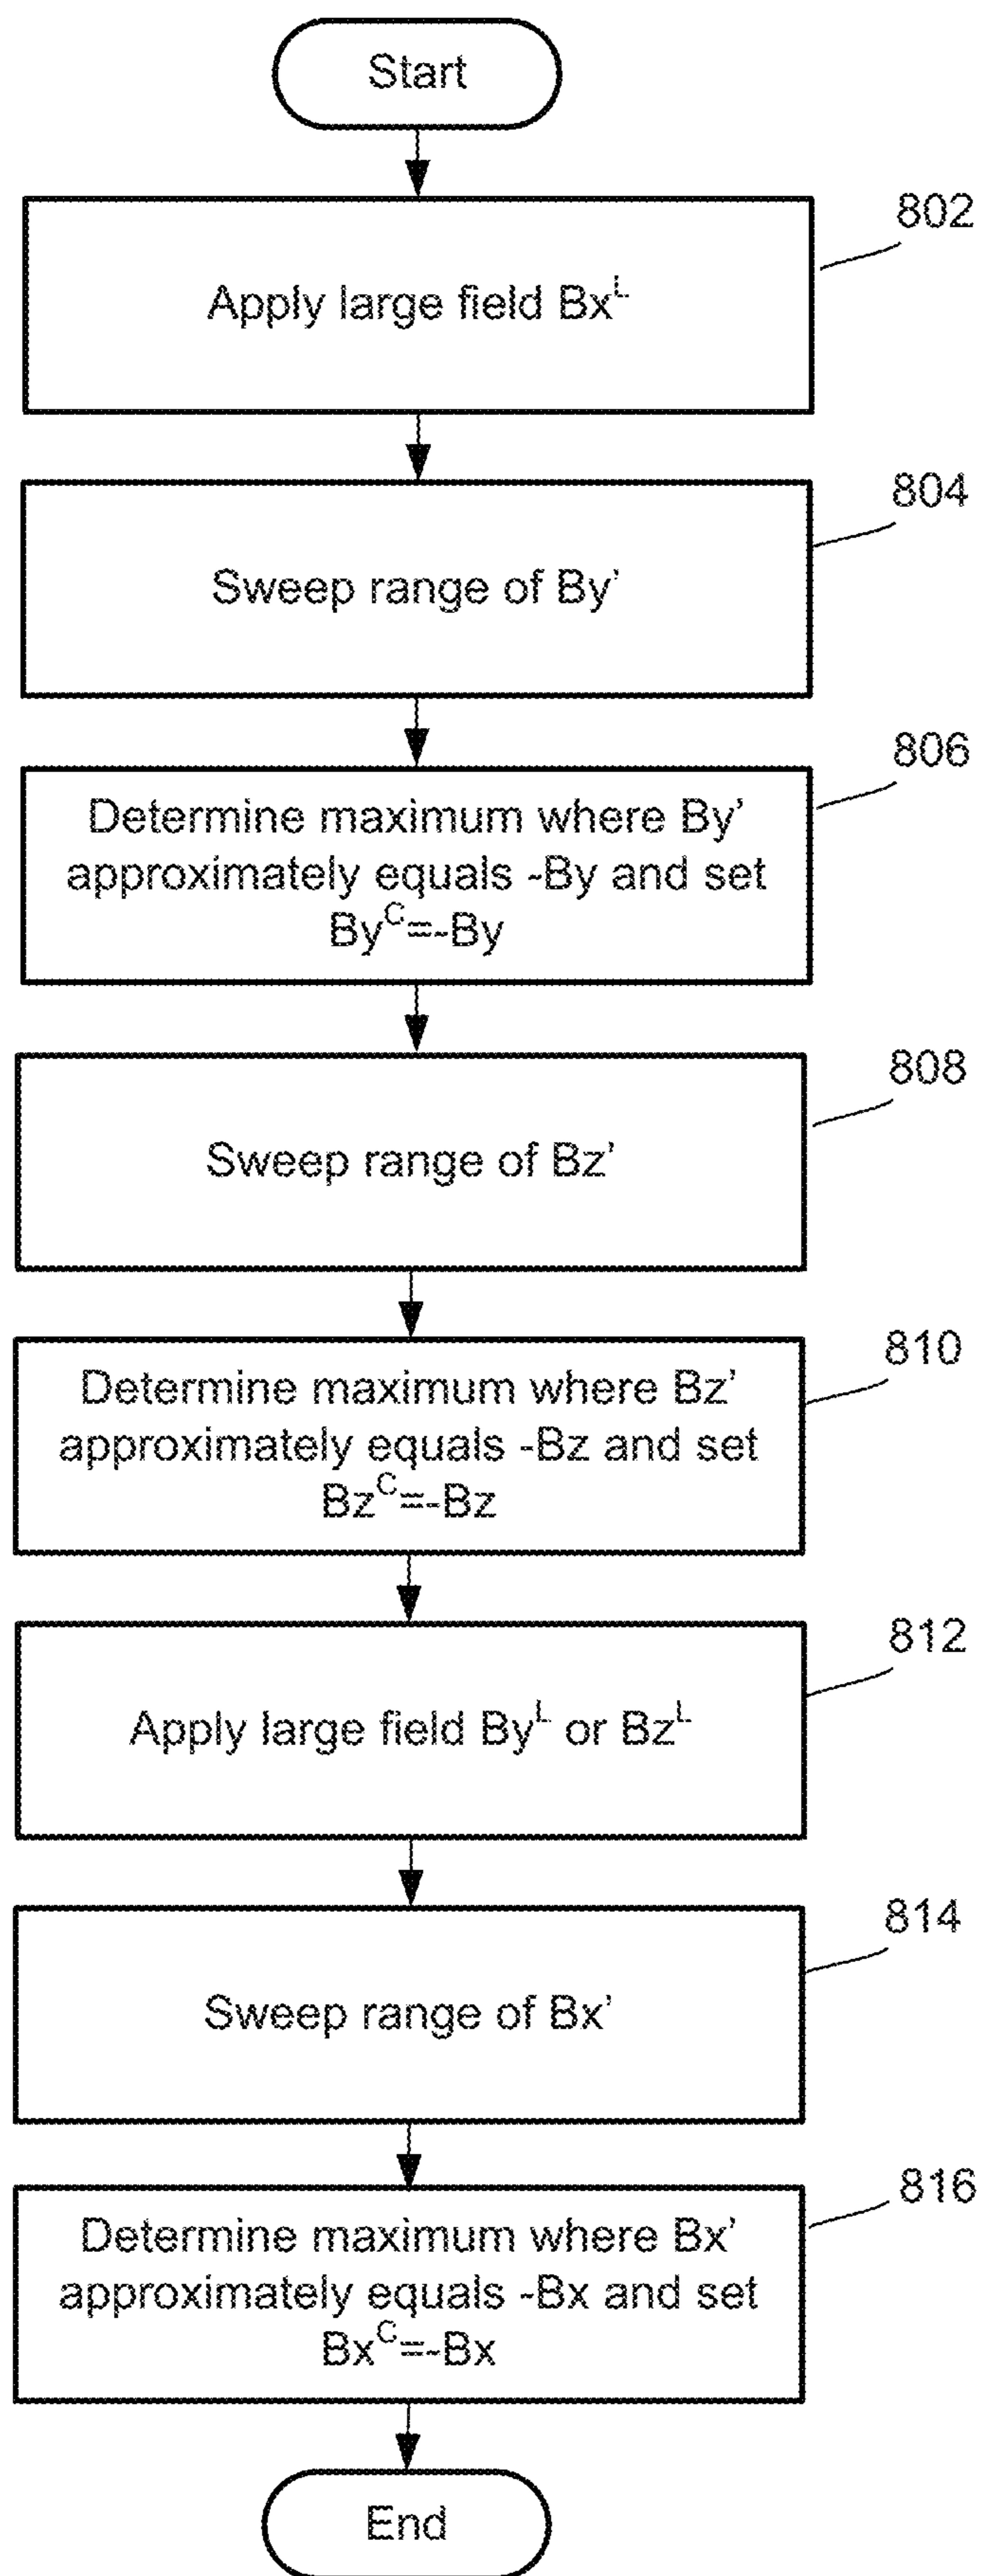 Start
802
Apply large field Bx^L
804
Sweep range of By’
806
Determine maximum where By’
approximately equals -By and set
By^C=-By
808
Sweep range of Bz’
810
Determine maximum where Bz’
approximately equals -Bz and set
Bz^C=-Bz
812
Apply large field By^L or Bz^L
814
Sweep range of Bx’
816
Determine maximum where Bx’
approximately equals -Bx and set
Bx^C=-Bx
End